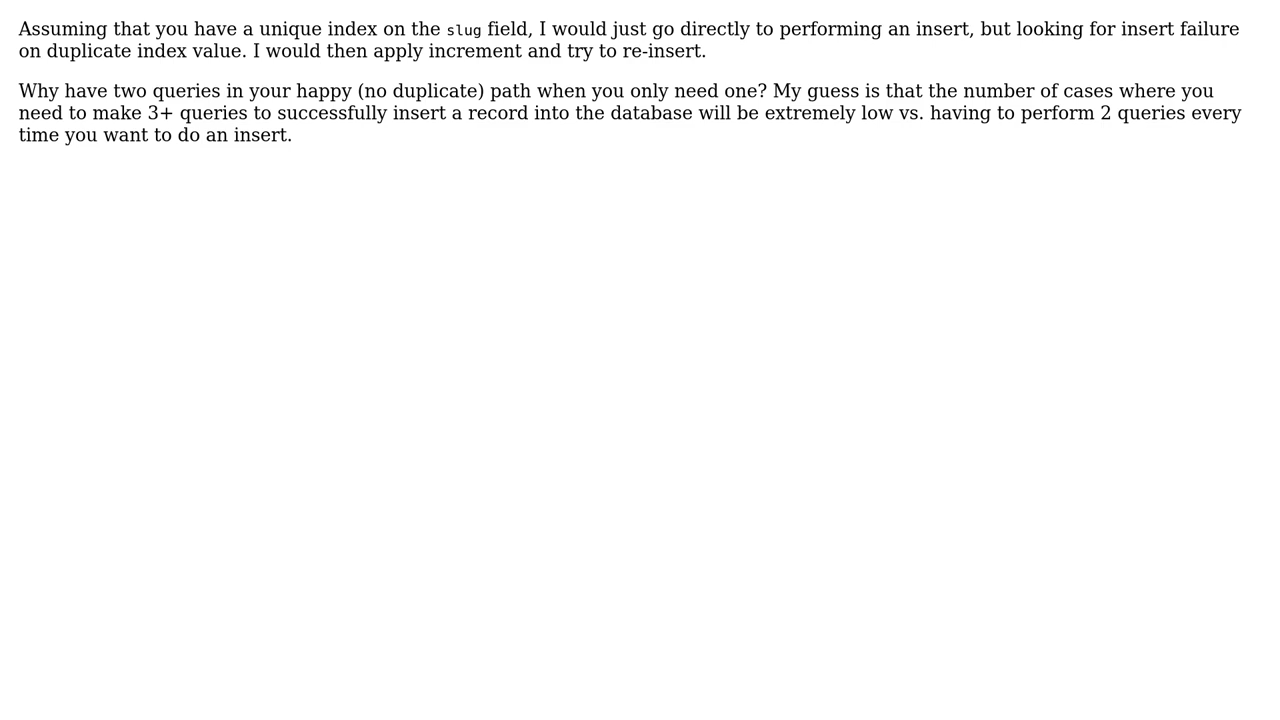 Assuming that you have a unique index on the slug field, I would just go directly to performing an insert, but looking for insert failure
on duplicate index value. I would then apply increment and try to re-insert.
Why have two queries in your happy (no duplicate) path when you only need one? My guess is that the number of cases where you
need to make 3+ queries to successfully insert a record into the database will be extremely low vs. having to perform 2 queries every
time you want to do an insert.